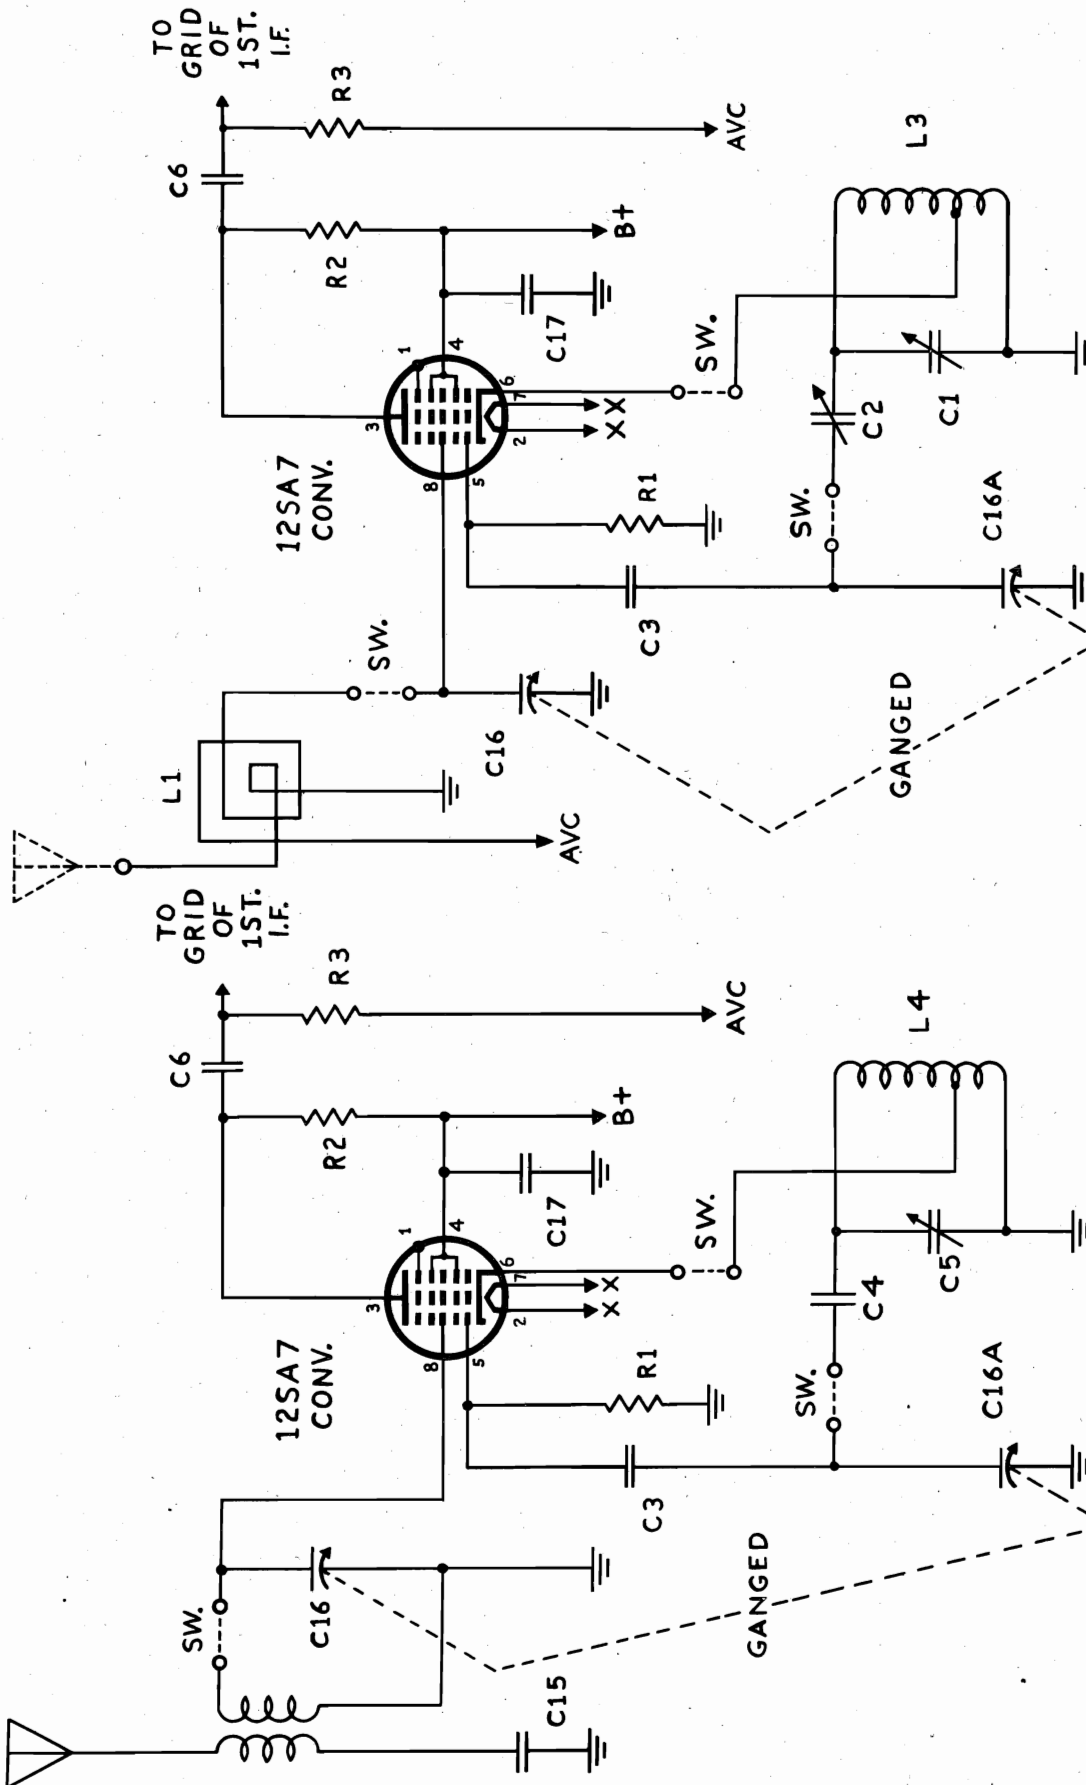 TO
GRID
OF
1ST.
I.F.
C6
R3
R2
12SA7
CONV.
3
1
4
8
5
2
7
6
C17
B+
AVC
X X
SW.
SW.
C16
C15
R1
C3
SW.
SW.
C4
C5
L4
C16A
GANGED
TO
GRID
OF
1ST.
I.F.
C6
R3
R2
12SA7
CONV.
3
1
4
8
5
2
7
6
C17
B+
AVC
X X
L1
SW.
C16
AVC
R1
C3
SW.
SW.
C2
C1
L3
C16A
GANGED